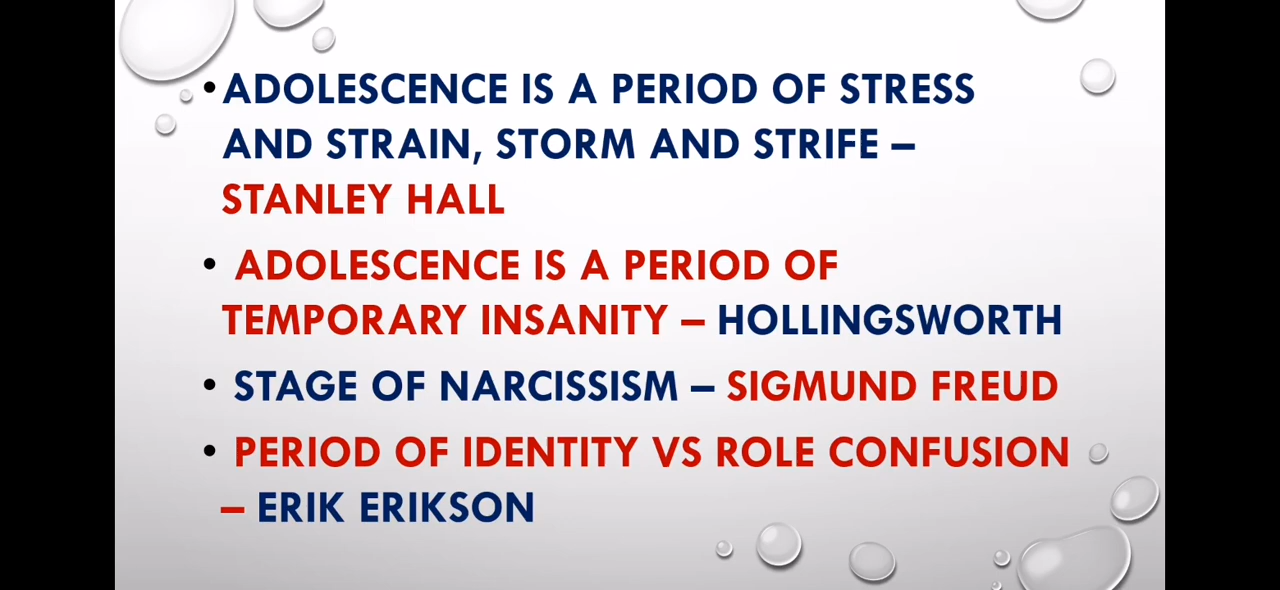 •ADOLESCENCE IS A PERIOD OF STRESS
AND STRAIN, STORM AND STRIFE –
STANLEY HALL
• ADOLESCENCE IS A PERIOD OF
TEMPORARY INSANITY – HOLLINGSWORTH
• STAGE OF NARCISSISM – SIGMUND FREUD
• PERIOD OF IDENTITY VS ROLE CONFUSION
– ERIK ERIKSON